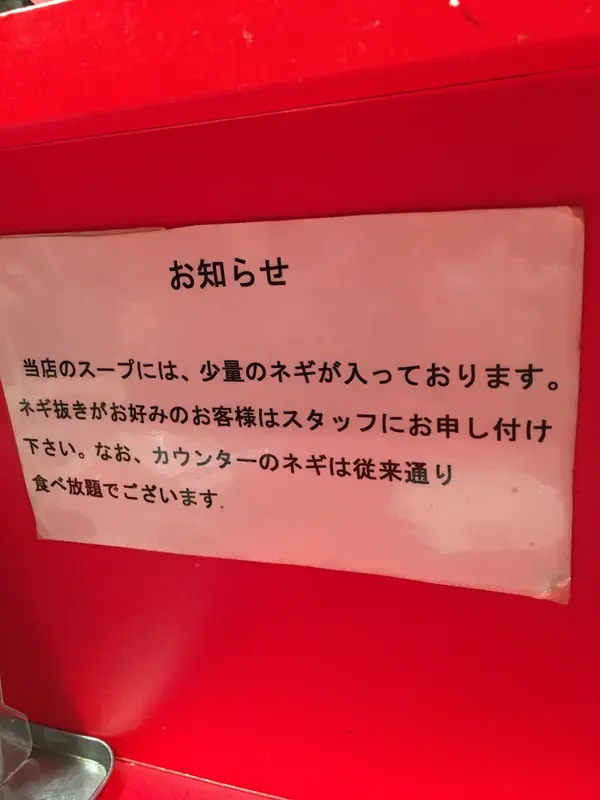 お知らせ
当店のスープには、少量のネギが入っております。
ネギ抜きがお好みのお客様はスタッフにお申し付け
下さい。なお、カウンターのネギは従来通り
食べ放題でございます.